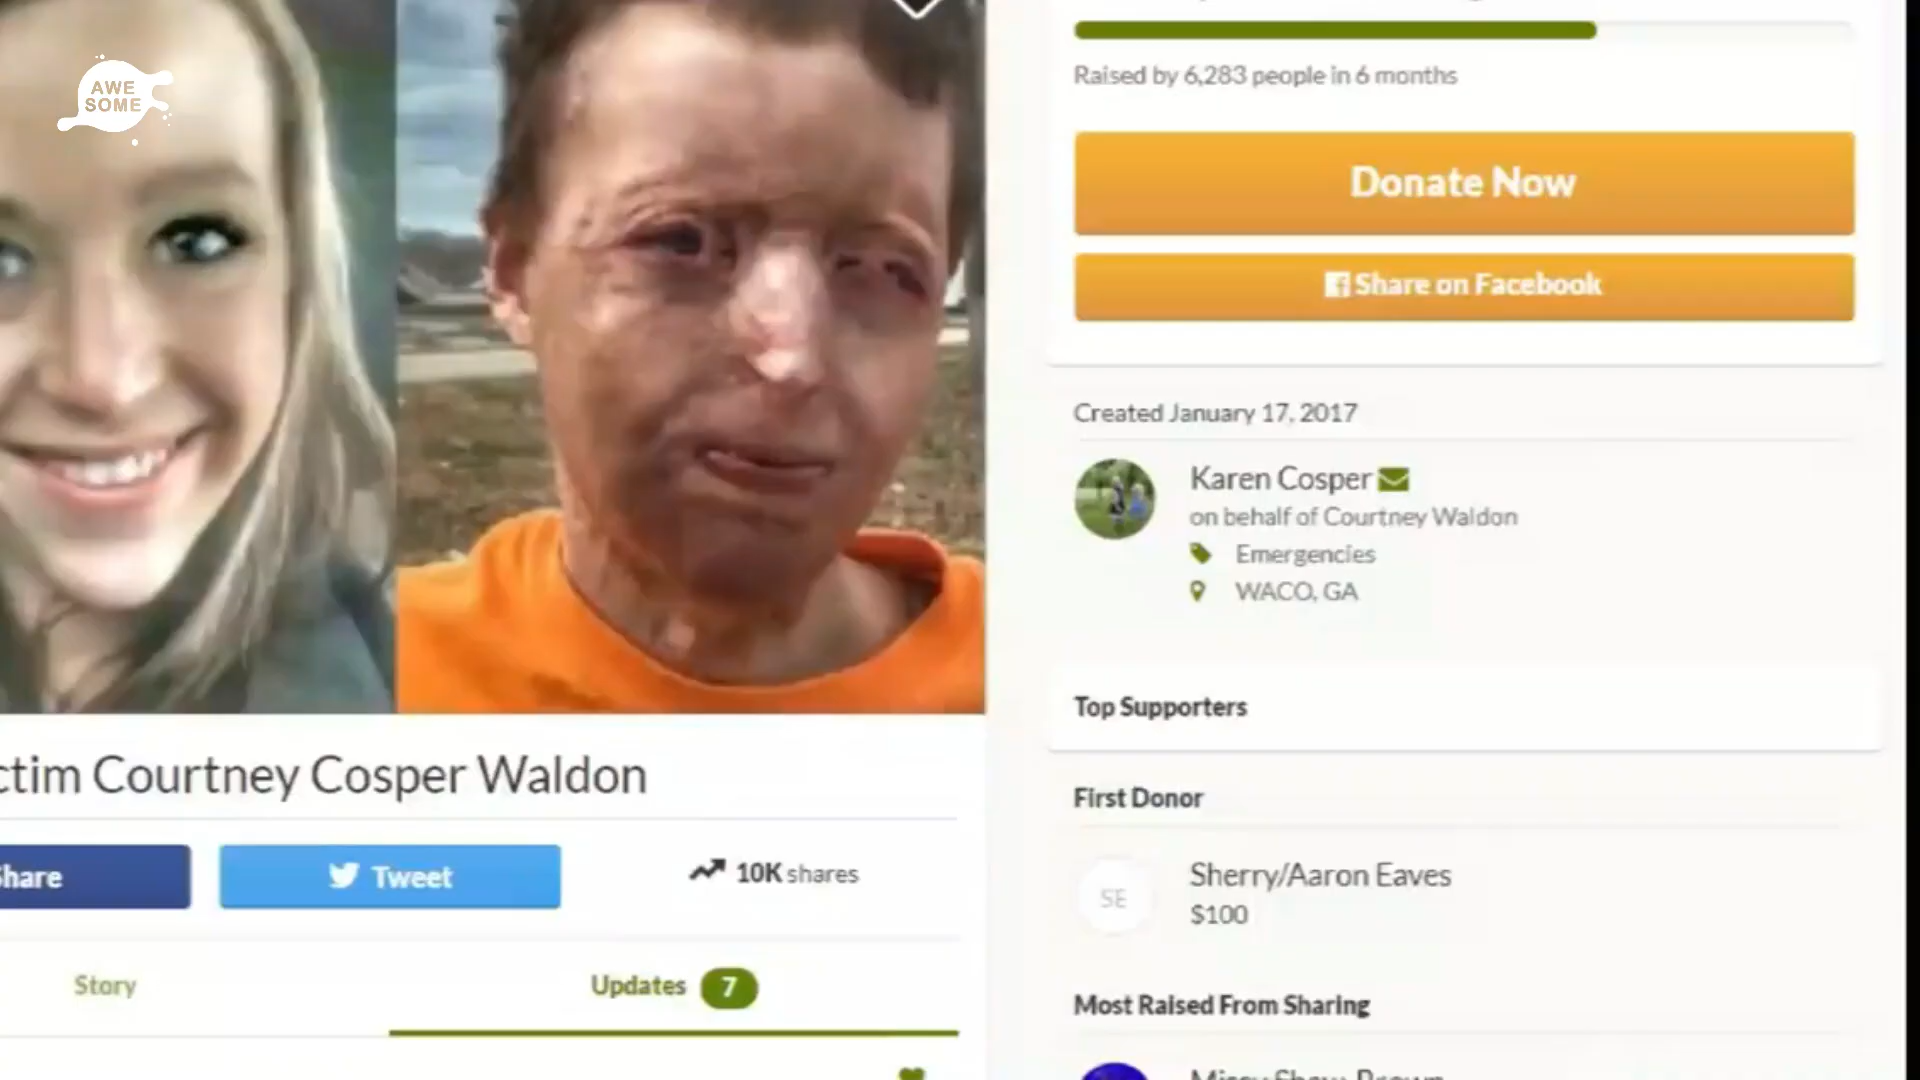 AWE
SOME
Raised by 6,283 people in 6 months
Donate Now
Share on Facebook
Created January 17, 2017
Karen Cosper
on behalf of Courtney Waldon
Emergencies
WACO, GA
Top Supporters
ctim Courtney Cosper Waldon
First Donor
Share
Tweet
10K shares
SE
Sherry/Aaron Eaves
$100
Story
Updates 7
Most Raised From Sharing